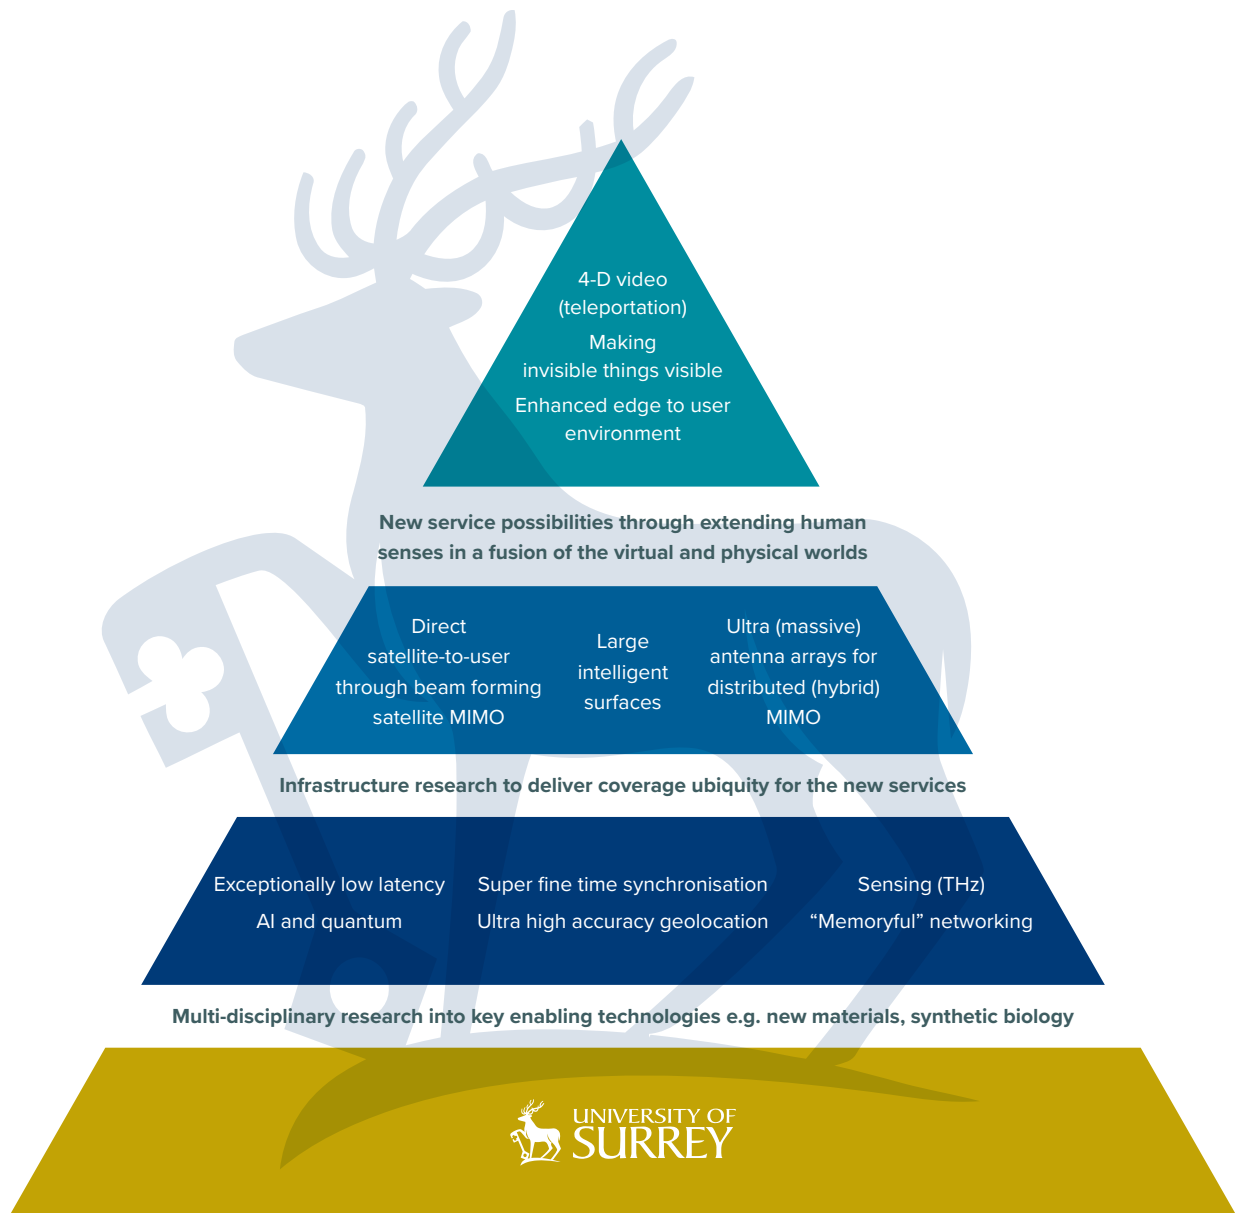 4-D video
(teleportation)
Making
invisible things visible
Enhanced edge to user
environment
New service possibilities through extending human
senses in a fusion of the virtual and physical worlds
Direct
satellite-to-user
through beam forming
satellite MIMO
Large
intelligent
surfaces
Ultra (massive)
antenna arrays for
distributed (hybrid)
MIMO
Infrastructure research to deliver coverage ubiquity for the new services
Exceptionally low latency
AI and quantum
Super fine time synchronisation
Ultra high accuracy geolocation
Sensing (THz)
“Memoryful” networking
Multi-disciplinary research into key enabling technologies e.g. new materials, synthetic biology
UNIVERSITY OF
SURREY